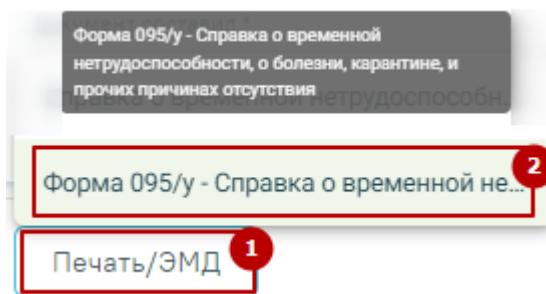 Форма 095/у - Справка о временной
нетрудоспособности, о болезни, карантине, и
прочих причинах отсутствия
Справка о временной нетрудоспособн...
Форма 095/у - Справка о временной не...
2
Печать/ЭМД
1